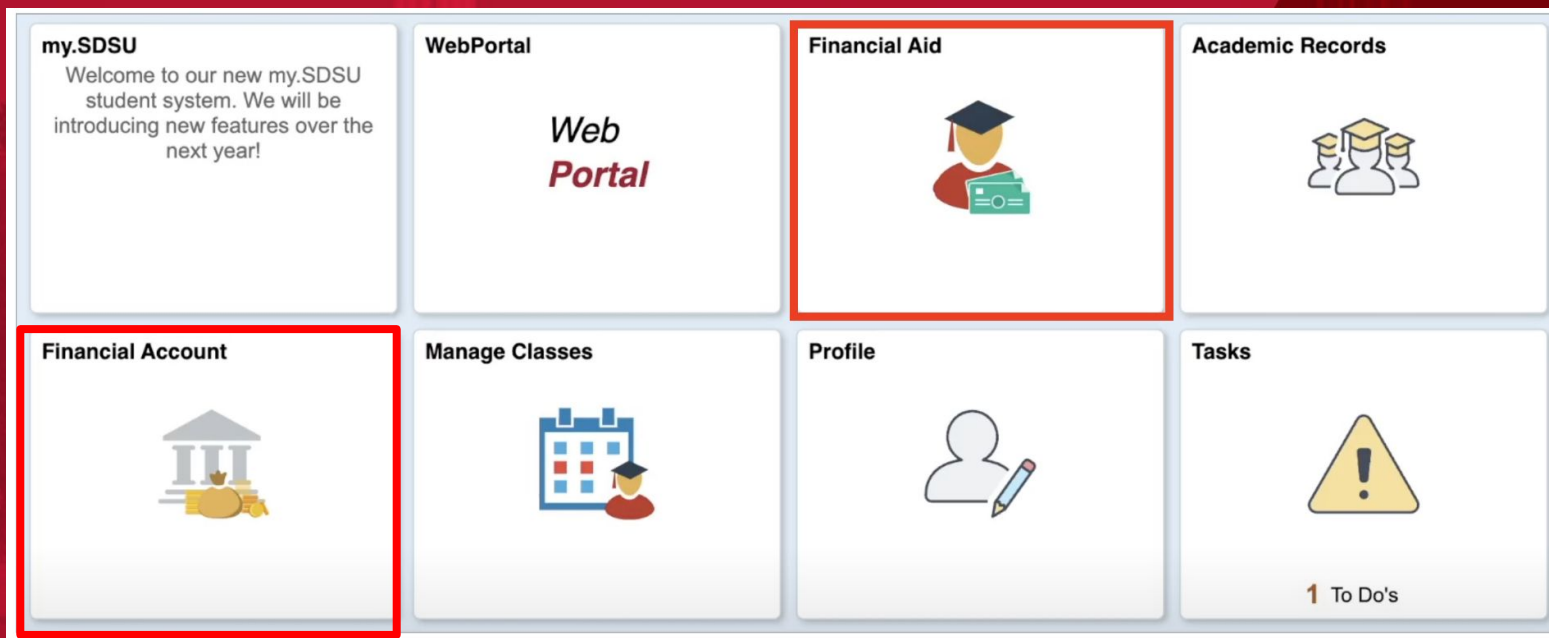 my.SDSU
Welcome to our new my.SDSU
student system. We will be
introducing new features over the
next year!
WebPortal
Web
Portal
Financial Aid
Academic Records
Financial Account
Manage Classes
Profile
Tasks
1 To Do's